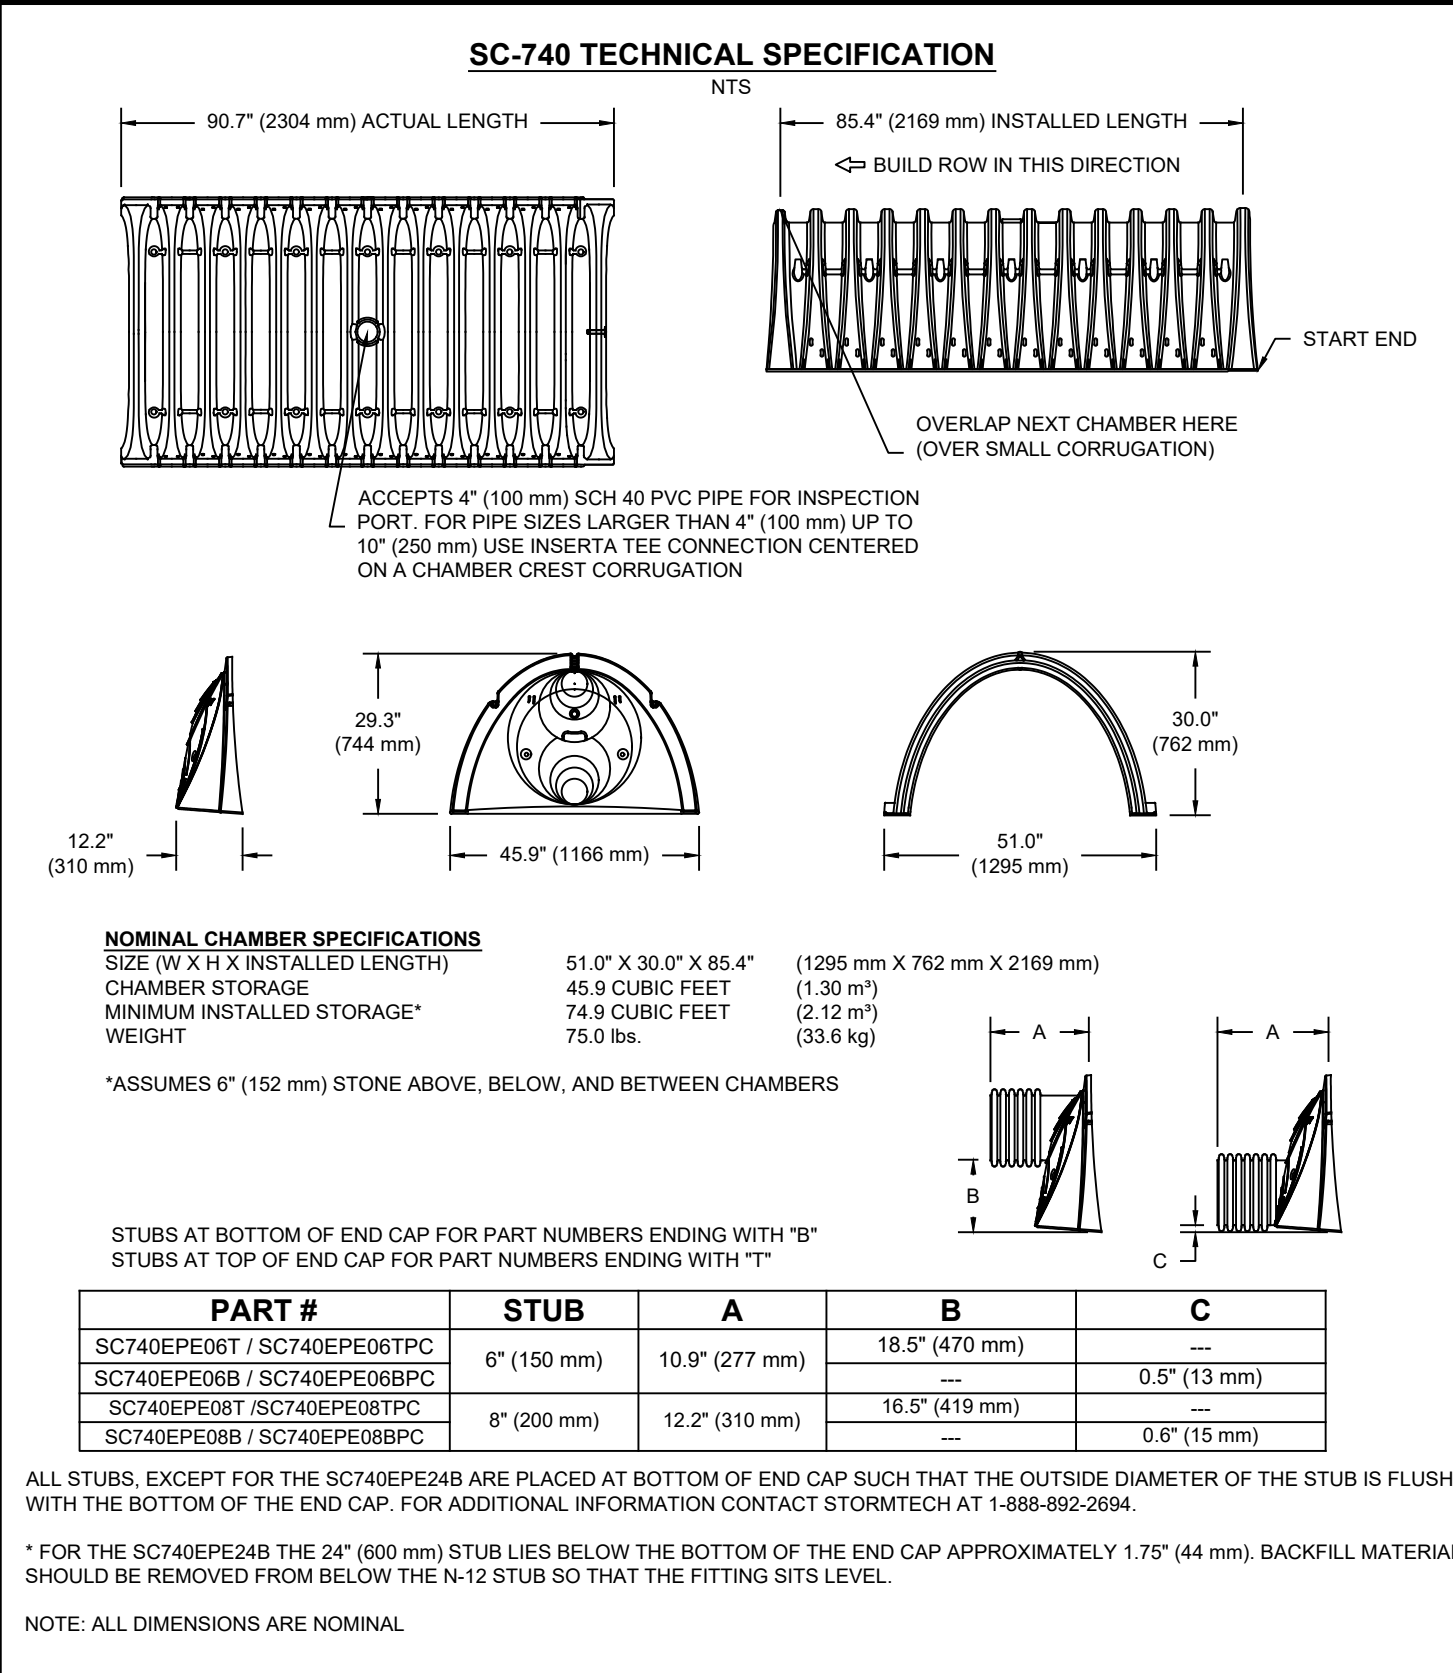 SC-740 TECHNICAL SPECIFICATION
NTS
90.7" (2304 mm) ACTUAL LENGTH
85.4" (2169 mm) INSTALLED LENGTH
BUILD ROW IN THIS DIRECTION
START END
OVERLAP NEXT CHAMBER HERE
(OVER SMALL CORRUGATION)
ACCEPTS 4" (100 mm) SCH 40 PVC PIPE FOR INSPECTION
PORT. FOR PIPE SIZES LARGER THAN 4" (100 mm) UP TO
10" (250 mm) USE INSERTA TEE CONNECTION CENTERED
ON A CHAMBER CREST CORRUGATION
12.2"
(310 mm)
29.3"
(744 mm)
45.9" (1166 mm)
30.0"
(762 mm)
51.0"
(1295 mm)
NOMINAL CHAMBER SPECIFICATIONS
SIZE (W X H X INSTALLED LENGTH) 51.0" X 30.0" X 85.4" (1295 mm X 762 mm X 2169 mm)
CHAMBER STORAGE 45.9 CUBIC FEET (1.30 m³)
MINIMUM INSTALLED STORAGE* 74.9 CUBIC FEET (2.12 m³)
WEIGHT 75.0 lbs. (33.6 kg)
*ASSUMES 6" (152 mm) STONE ABOVE, BELOW, AND BETWEEN CHAMBERS
A
B
A
C
STUBS AT BOTTOM OF END CAP FOR PART NUMBERS ENDING WITH "B"
STUBS AT TOP OF END CAP FOR PART NUMBERS ENDING WITH "T"
PART # STUB A B C
SC740EPE06T / SC740EPE06TPC 6" (150 mm) 10.9" (277 mm) 18.5" (470 mm) ---
SC740EPE06B / SC740EPE06BPC --- 0.5" (13 mm)
SC740EPE08T /SC740EPE08TPC 8" (200 mm) 12.2" (310 mm) 16.5" (419 mm) ---
SC740EPE08B / SC740EPE08BPC --- 0.6" (15 mm)
ALL STUBS, EXCEPT FOR THE SC740EPE24B ARE PLACED AT BOTTOM OF END CAP SUCH THAT THE OUTSIDE DIAMETER OF THE STUB IS FLUSH
WITH THE BOTTOM OF THE END CAP. FOR ADDITIONAL INFORMATION CONTACT STORMTECH AT 1-888-892-2694.
* FOR THE SC740EPE24B THE 24" (600 mm) STUB LIES BELOW THE BOTTOM OF THE END CAP APPROXIMATELY 1.75" (44 mm). BACKFILL MATERIAL
SHOULD BE REMOVED FROM BELOW THE N-12 STUB SO THAT THE FITTING SITS LEVEL.
NOTE: ALL DIMENSIONS ARE NOMINAL